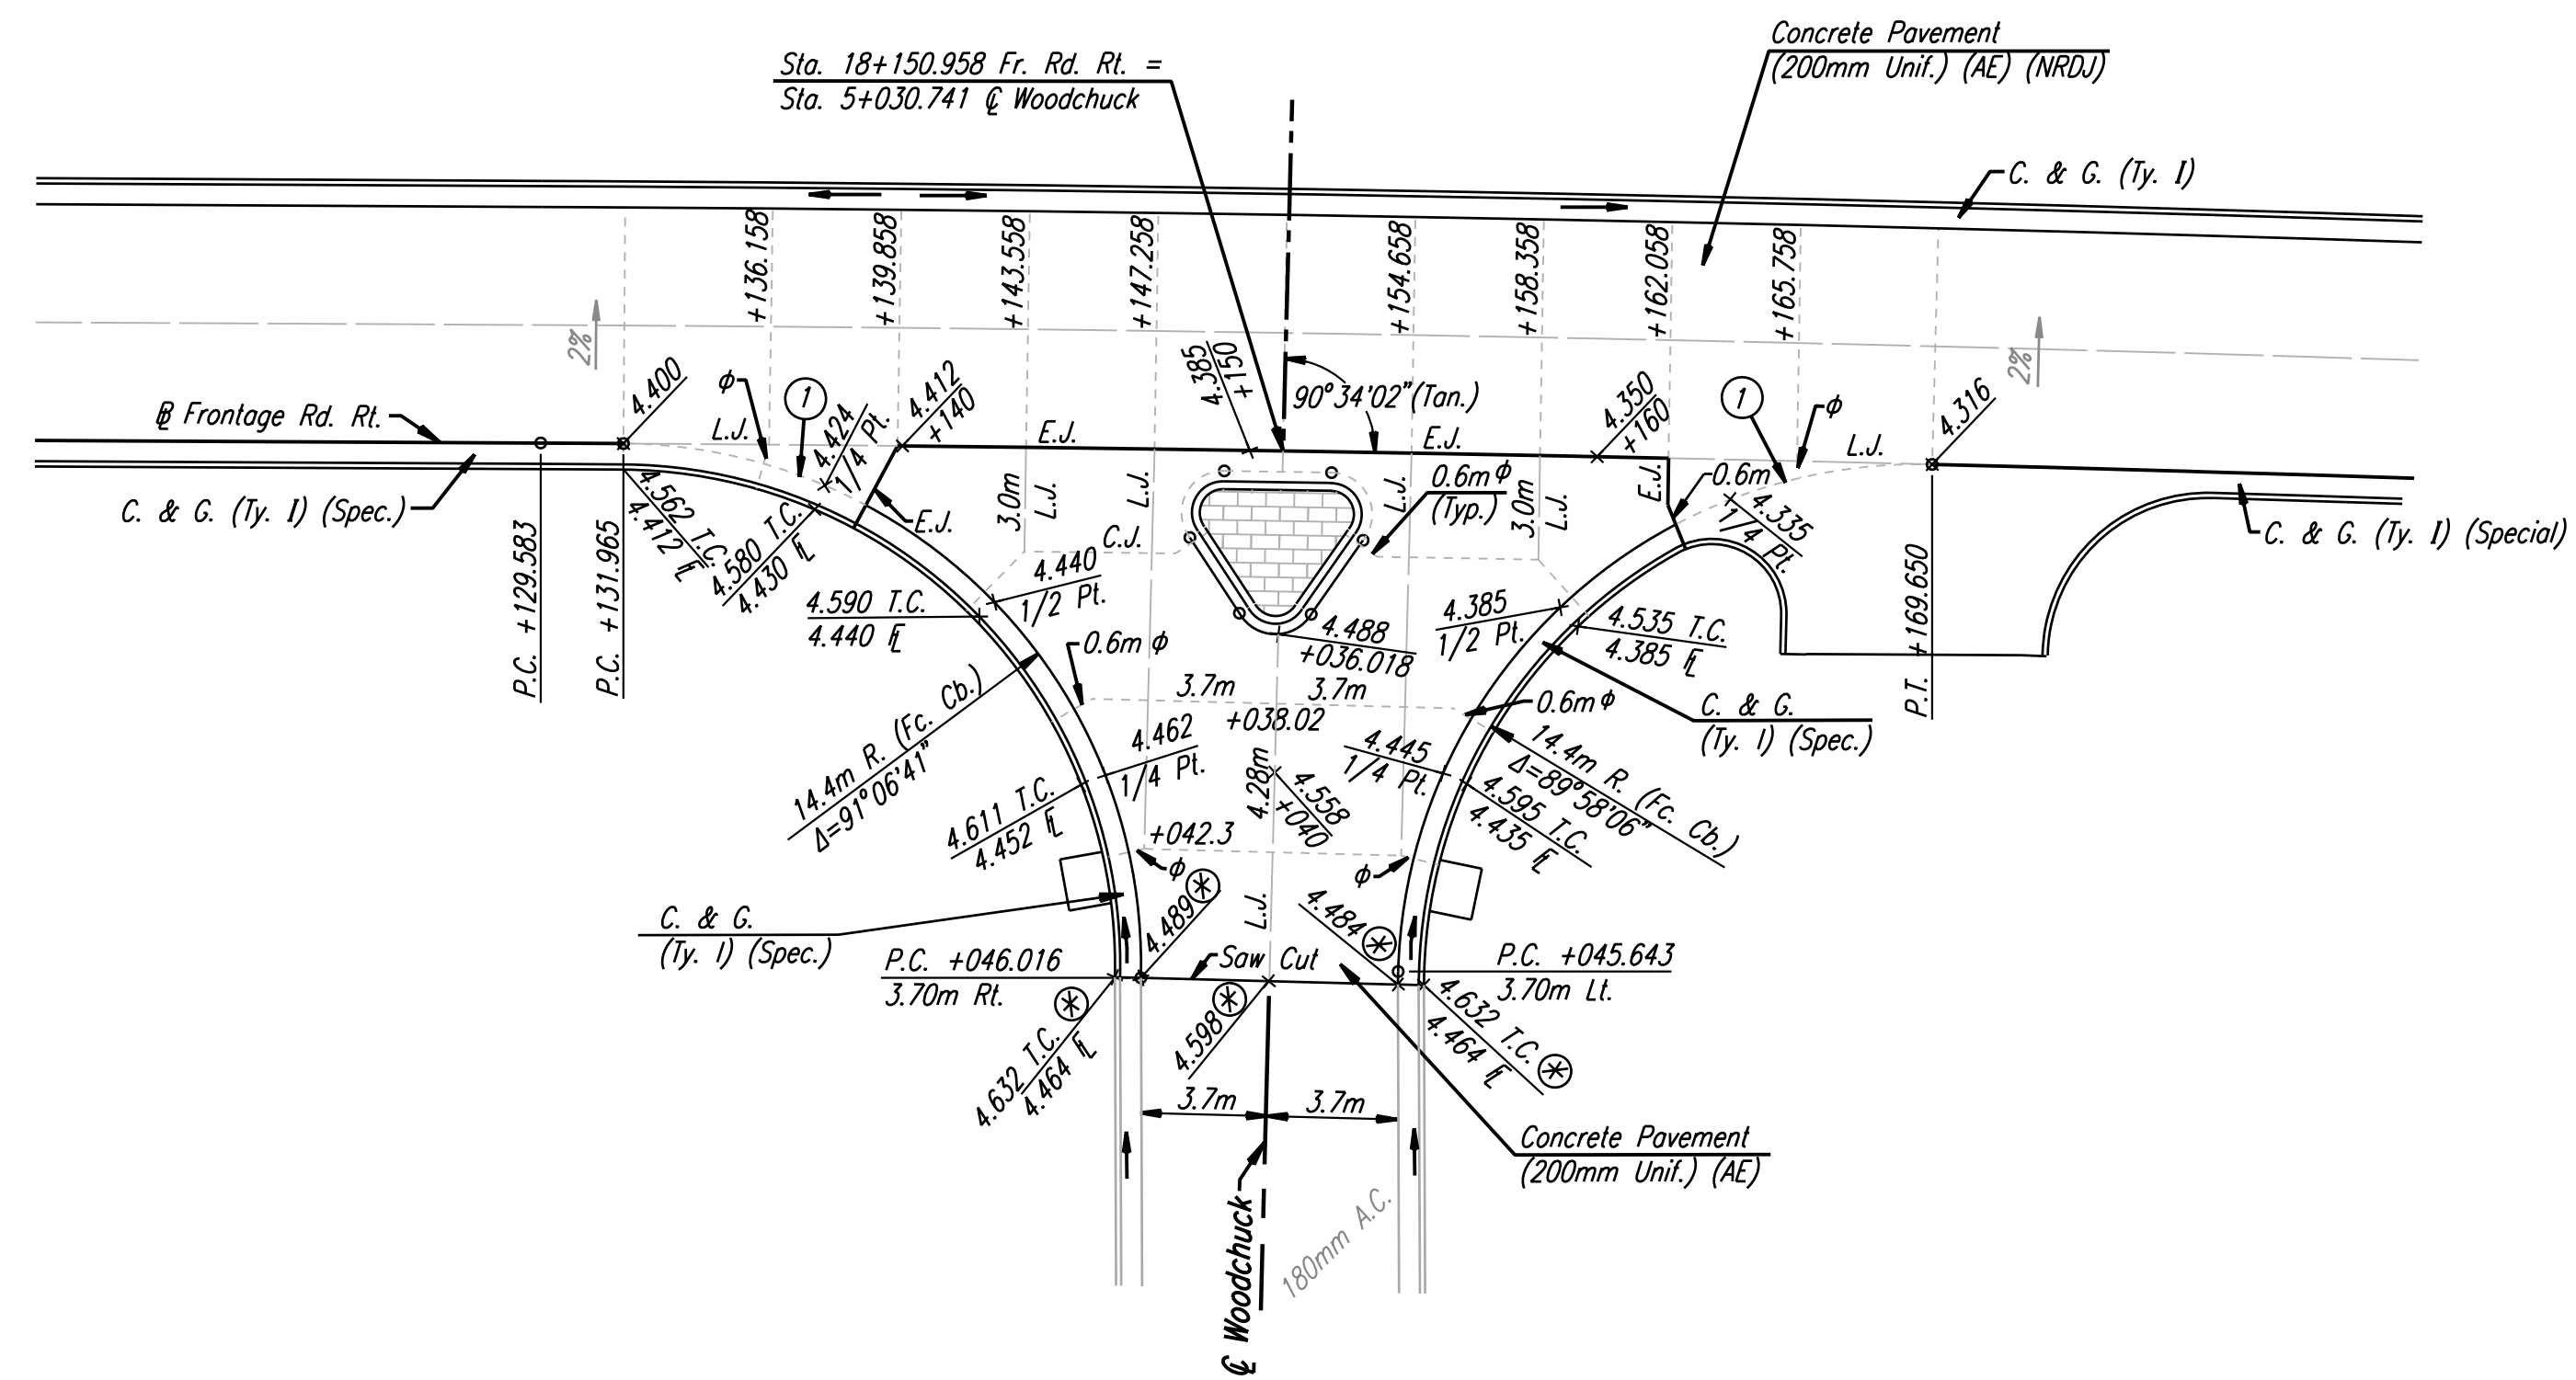 Concrete Pavement
(200mm Unif.) (AE) (NRDJ)
Sta. 18+150.958 Fr. Rd. Rt. =
Sta. 5+030.741 ℄ Woodchuck
C. & G. (Ty. I)
+136.158
+139.858
+143.558
+147.258
+154.658
+158.358
+162.058
+165.758
2%
2%
4.385
+150
90°34'02"(Tan.)
4.400
ϕ
1
4.424
1/4 Pt.
4.412
+140
4.350
+160
1
ϕ
4.316
B Frontage Rd. Rt.
L.J.
E.J.
E.J.
L.J.
C. & G. (Ty. I) (Spec.)
3.0m
L.J.
L.J.
L.J.
0.6m ϕ
(Typ.)
3.0m
L.J.
E.J.
0.6m
4.335
1/4 Pt.
C. & G. (Ty. I) (Special)
4.562 T.C.
4.412 FL
4.580 T.C.
4.430 FL
E.J.
C.J.
P.C. +129.583
P.C. +131.965
P.T. +169.650
4.590 T.C.
4.440 FL
4.440
1/2 Pt.
4.488
+036.018
4.385
1/2 Pt.
4.535 T.C.
4.385 FL
0.6m ϕ
3.7m
3.7m
+038.02
0.6m ϕ
C. & G.
(Ty. I) (Spec.)
14.4m R. (Fc. Cb.)
Δ=91°06'41"
4.462
1/4 Pt.
4.28m
4.558
+040
4.445
1/4 Pt.
14.4m R. (Fc. Cb.)
Δ=89°58'06"
4.611 T.C.
4.452 FL
4.595 T.C.
4.435 FL
+042.3
ϕ
ϕ
C. & G.
(Ty. I) (Spec.)
4.489 *
L.J.
4.484 *
P.C. +046.016
3.70m Rt.
Saw Cut
P.C. +045.643
3.70m Lt.
4.632 T.C. *
4.464 FL
4.598 *
4.632 T.C. *
4.464 FL
3.7m
3.7m
Concrete Pavement
(200mm Unif.) (AE)
℄ Woodchuck
180mm A.C.